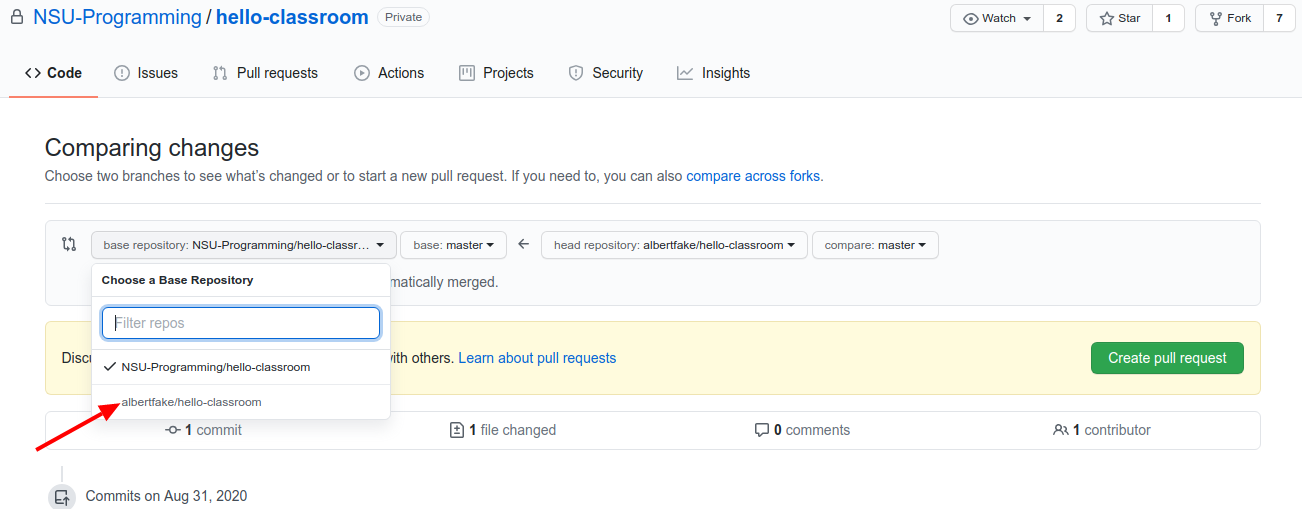 NSU-Programming / hello-classroom Private Watch 2 Star 1 Fork 7
Code Issues Pull requests Actions Projects Security Insights
Comparing changes
Choose two branches to see what's changed or to start a new pull request. If you need to, you can also compare across forks.
base repository: NSU-Programming/hello-classr... base: master head repository: albertfake/hello-classroom compare: master
Choose a Base Repository
matically merged.
Filter repos
Discu ith others. Learn about pull requests Create pull request
NSU-Programming/hello-classroom
albertfake/hello-classroom
1 commit 1 file changed 0 comments 1 contributor
Commits on Aug 31, 2020